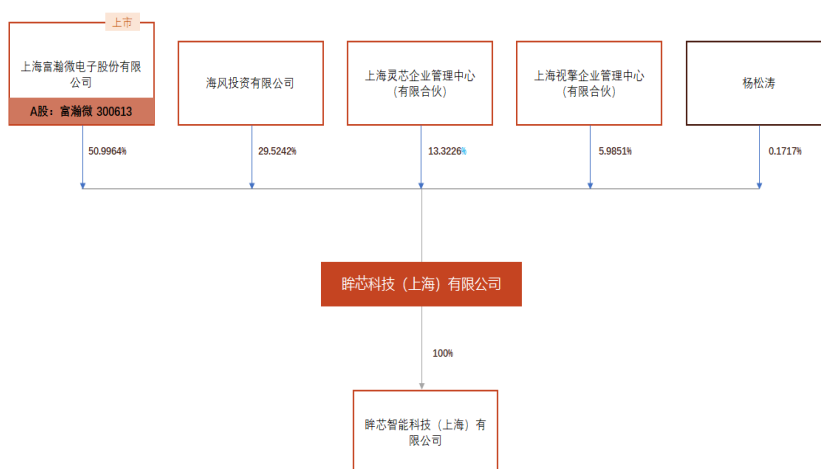 上市
上海富瀚微电子股份有限
公司
A股：富瀚微 300613
海风投资有限公司
上海灵芯企业管理中心
（有限合伙）
上海视擎企业管理中心
（有限合伙）
杨松涛
50.9964%
29.5242%
13.3226%
5.9851%
0.1717%
眸芯科技（上海）有限公司
100%
眸芯智能科技（上海）有
限公司